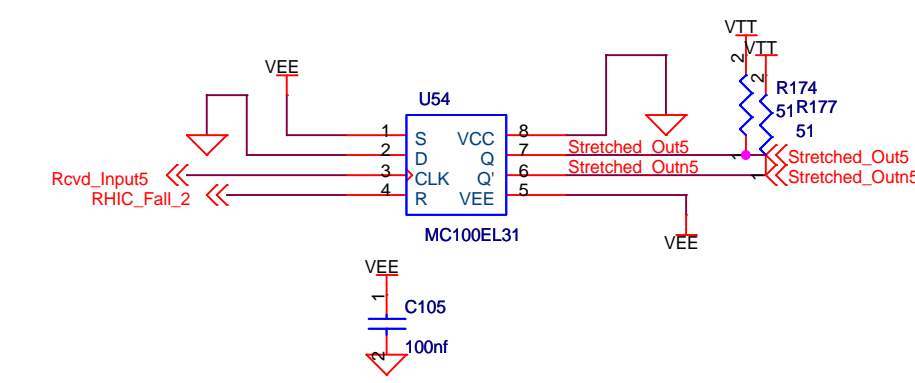 VTT
VTT
2
2
VEE
R174
U54
51
R177
51
1
S
VCC
8
2
D
Q
7
Stretched_Out5
1
Stretched_Out5
Rcvd_Input5
3
CLK
Q'
6
Stretched_Outn5
1
Stretched_Outn5
RHIC_Fall_2
4
R
VEE
5
MC100EL31
VEE
VEE
1
C105
100nf
2